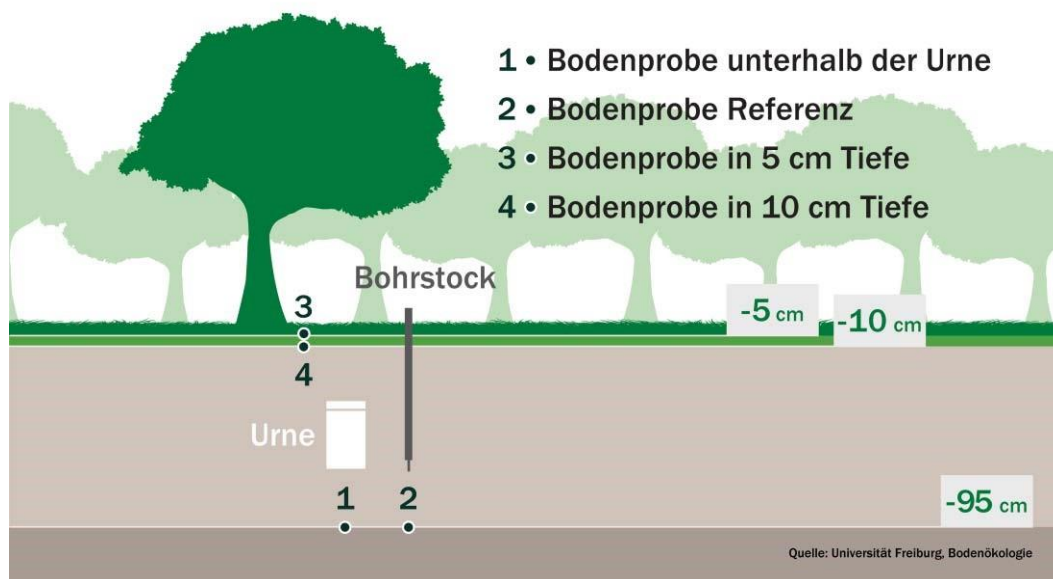 1 • Bodenprobe unterhalb der Urne
2 • Bodenprobe Referenz
3 • Bodenprobe in 5 cm Tiefe
4 • Bodenprobe in 10 cm Tiefe
Bohrstock
3
-5 cm
-10 cm
4
Urne
1
2
-95 cm
Quelle: Universität Freiburg, Bodenökologie